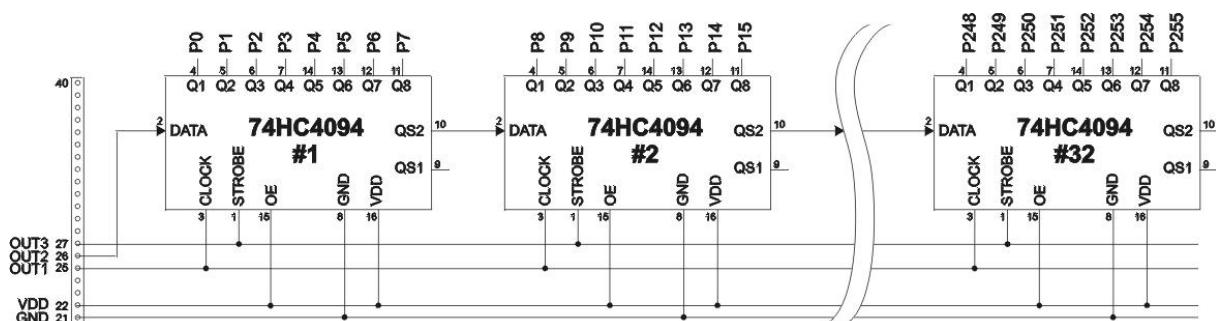 P0 P1 P2 P3 P4 P5 P6 P7
P8 P9 P10 P11 P12 P13 P14 P15
P248 P249 P250 P251 P252 P253 P254 P255
40
4 5 6 7 14 13 12 11
Q1 Q2 Q3 Q4 Q5 Q6 Q7 Q8
4 5 6 7 14 13 12 11
Q1 Q2 Q3 Q4 Q5 Q6 Q7 Q8
4 5 6 7 14 13 12 11
Q1 Q2 Q3 Q4 Q5 Q6 Q7 Q8
2 DATA 74HC4094 QS2 10
#1
QS1 9
CLOCK STROBE OE GND VDD
3 1 15 8 16
2 DATA 74HC4094 QS2 10
#2
QS1 9
CLOCK STROBE OE GND VDD
3 1 15 8 16
2 DATA 74HC4094 QS2 10
#32
QS1 9
CLOCK STROBE OE GND VDD
3 1 15 8 16
OUT3 27
OUT2 26
OUT1 25
VDD 22
GND 21